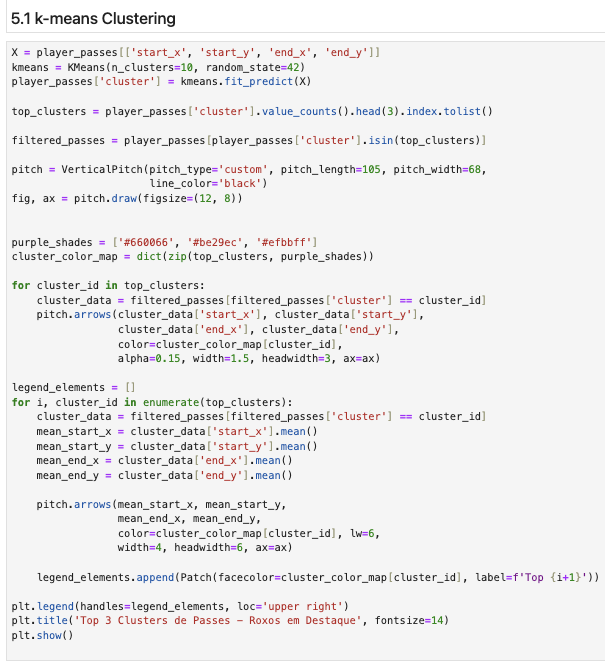 5.1 k-means Clustering
X = player_passes[['start_x', 'start_y', 'end_x', 'end_y']]
kmeans = KMeans(n_clusters=10, random_state=42)
player_passes['cluster'] = kmeans.fit_predict(X)
top_clusters = player_passes['cluster'].value_counts().head(3).index.tolist()
filtered_passes = player_passes[player_passes['cluster'].isin(top_clusters)]
pitch = VerticalPitch(pitch_type='custom', pitch_length=105, pitch_width=68,
                      line_color='black')
fig, ax = pitch.draw(figsize=(12, 8))
purple_shades = ['#660066', '#be29ec', '#efbbff']
cluster_color_map = dict(zip(top_clusters, purple_shades))
for cluster_id in top_clusters:
    cluster_data = filtered_passes[filtered_passes['cluster'] == cluster_id]
    pitch.arrows(cluster_data['start_x'], cluster_data['start_y'],
                 cluster_data['end_x'], cluster_data['end_y'],
                 color=cluster_color_map[cluster_id],
                 alpha=0.15, width=1.5, headwidth=3, ax=ax)
legend_elements = []
for i, cluster_id in enumerate(top_clusters):
    cluster_data = filtered_passes[filtered_passes['cluster'] == cluster_id]
    mean_start_x = cluster_data['start_x'].mean()
    mean_start_y = cluster_data['start_y'].mean()
    mean_end_x = cluster_data['end_x'].mean()
    mean_end_y = cluster_data['end_y'].mean()
    pitch.arrows(mean_start_x, mean_start_y,
                 mean_end_x, mean_end_y,
                 color=cluster_color_map[cluster_id], lw=6,
                 width=4, headwidth=6, ax=ax)
    legend_elements.append(Patch(facecolor=cluster_color_map[cluster_id], label=f'Top {i+1}'))
plt.legend(handles=legend_elements, loc='upper right')
plt.title('Top 3 Clusters de Passes – Roxos em Destaque', fontsize=14)
plt.show()